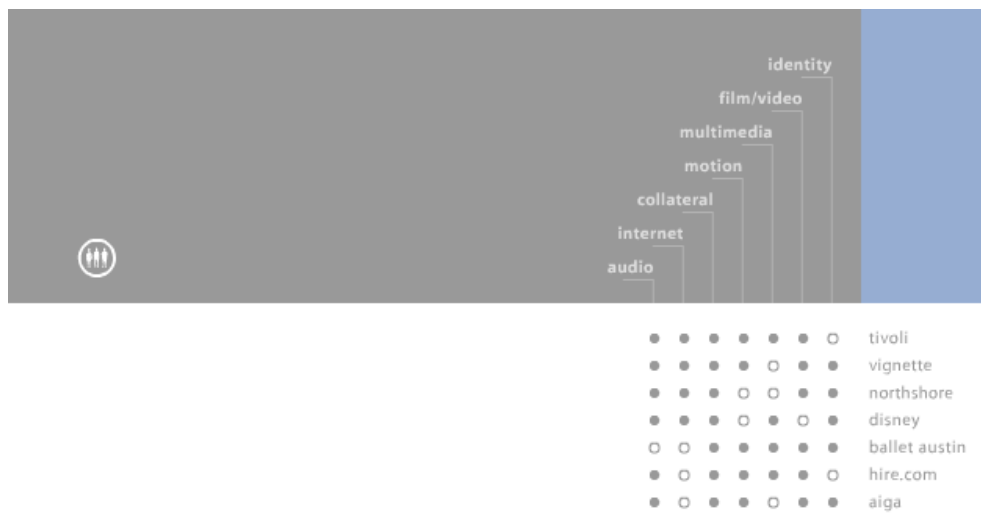 identity
film/video
multimedia
motion
collateral
internet
audio
tivoli
vignette
northshore
disney
ballet austin
hire.com
aiga